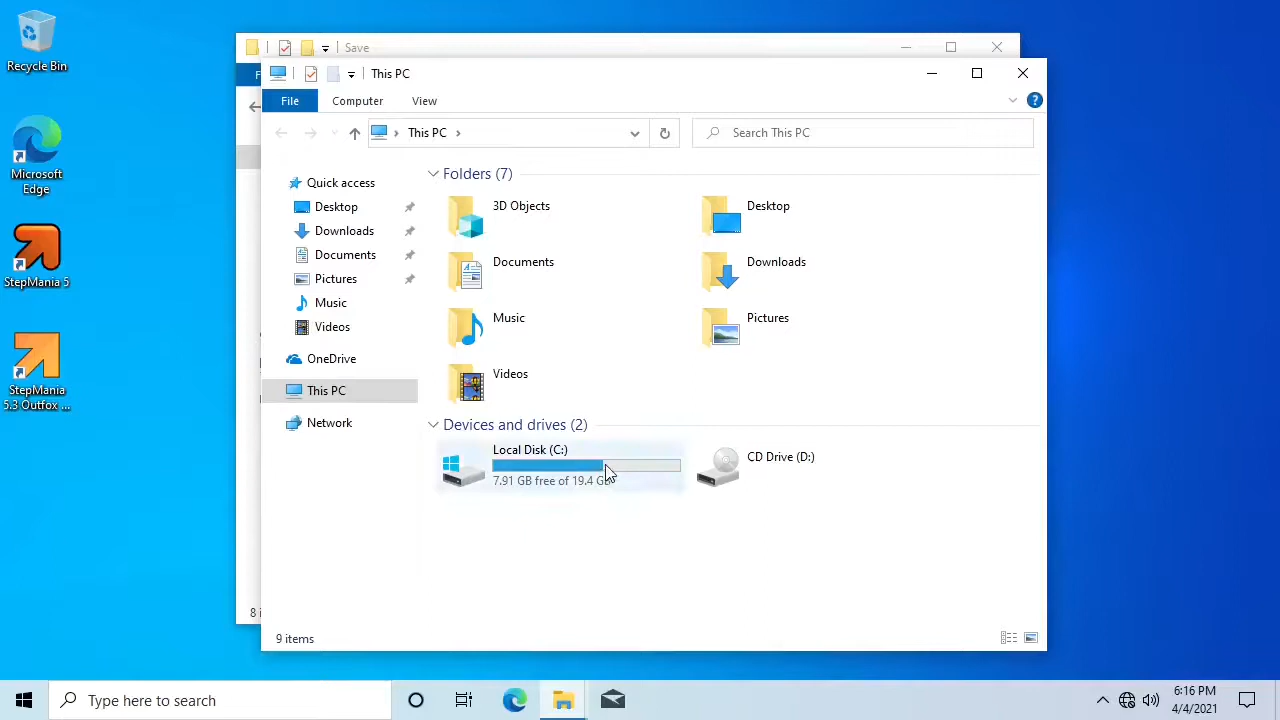 Recycle Bin
Microsoft
Edge
StepMania 5
StepMania
5.3 Outfox ...
Save
This PC
File
Computer
View
This PC
Search This PC
Quick access
Desktop
Downloads
Documents
Pictures
Music
Videos
OneDrive
This PC
Network
Folders (7)
3D Objects
Desktop
Documents
Downloads
Music
Pictures
Videos
Devices and drives (2)
Local Disk (C:)
7.91 GB free of 19.4 GB
CD Drive (D:)
9 items
Type here to search
6:16 PM
4/4/2021